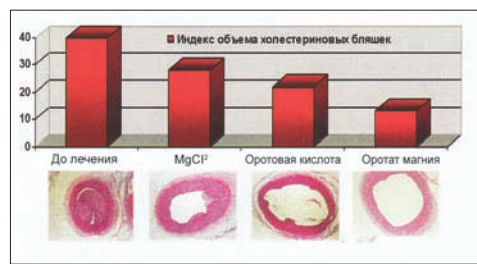 Индекс объема холестериновых бляшек
40
30
20
10
0
До лечения
MgCl²
Оротовая кислота
Оротат магния